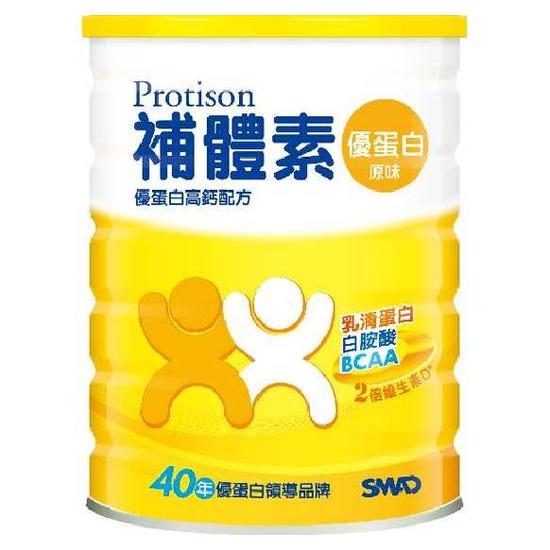 Protison
補體素
優蛋白
原味
優蛋白高鈣配方
乳清蛋白
白胺酸
BCAA
2倍維生素D*
40年優蛋白領導品牌
SMAD